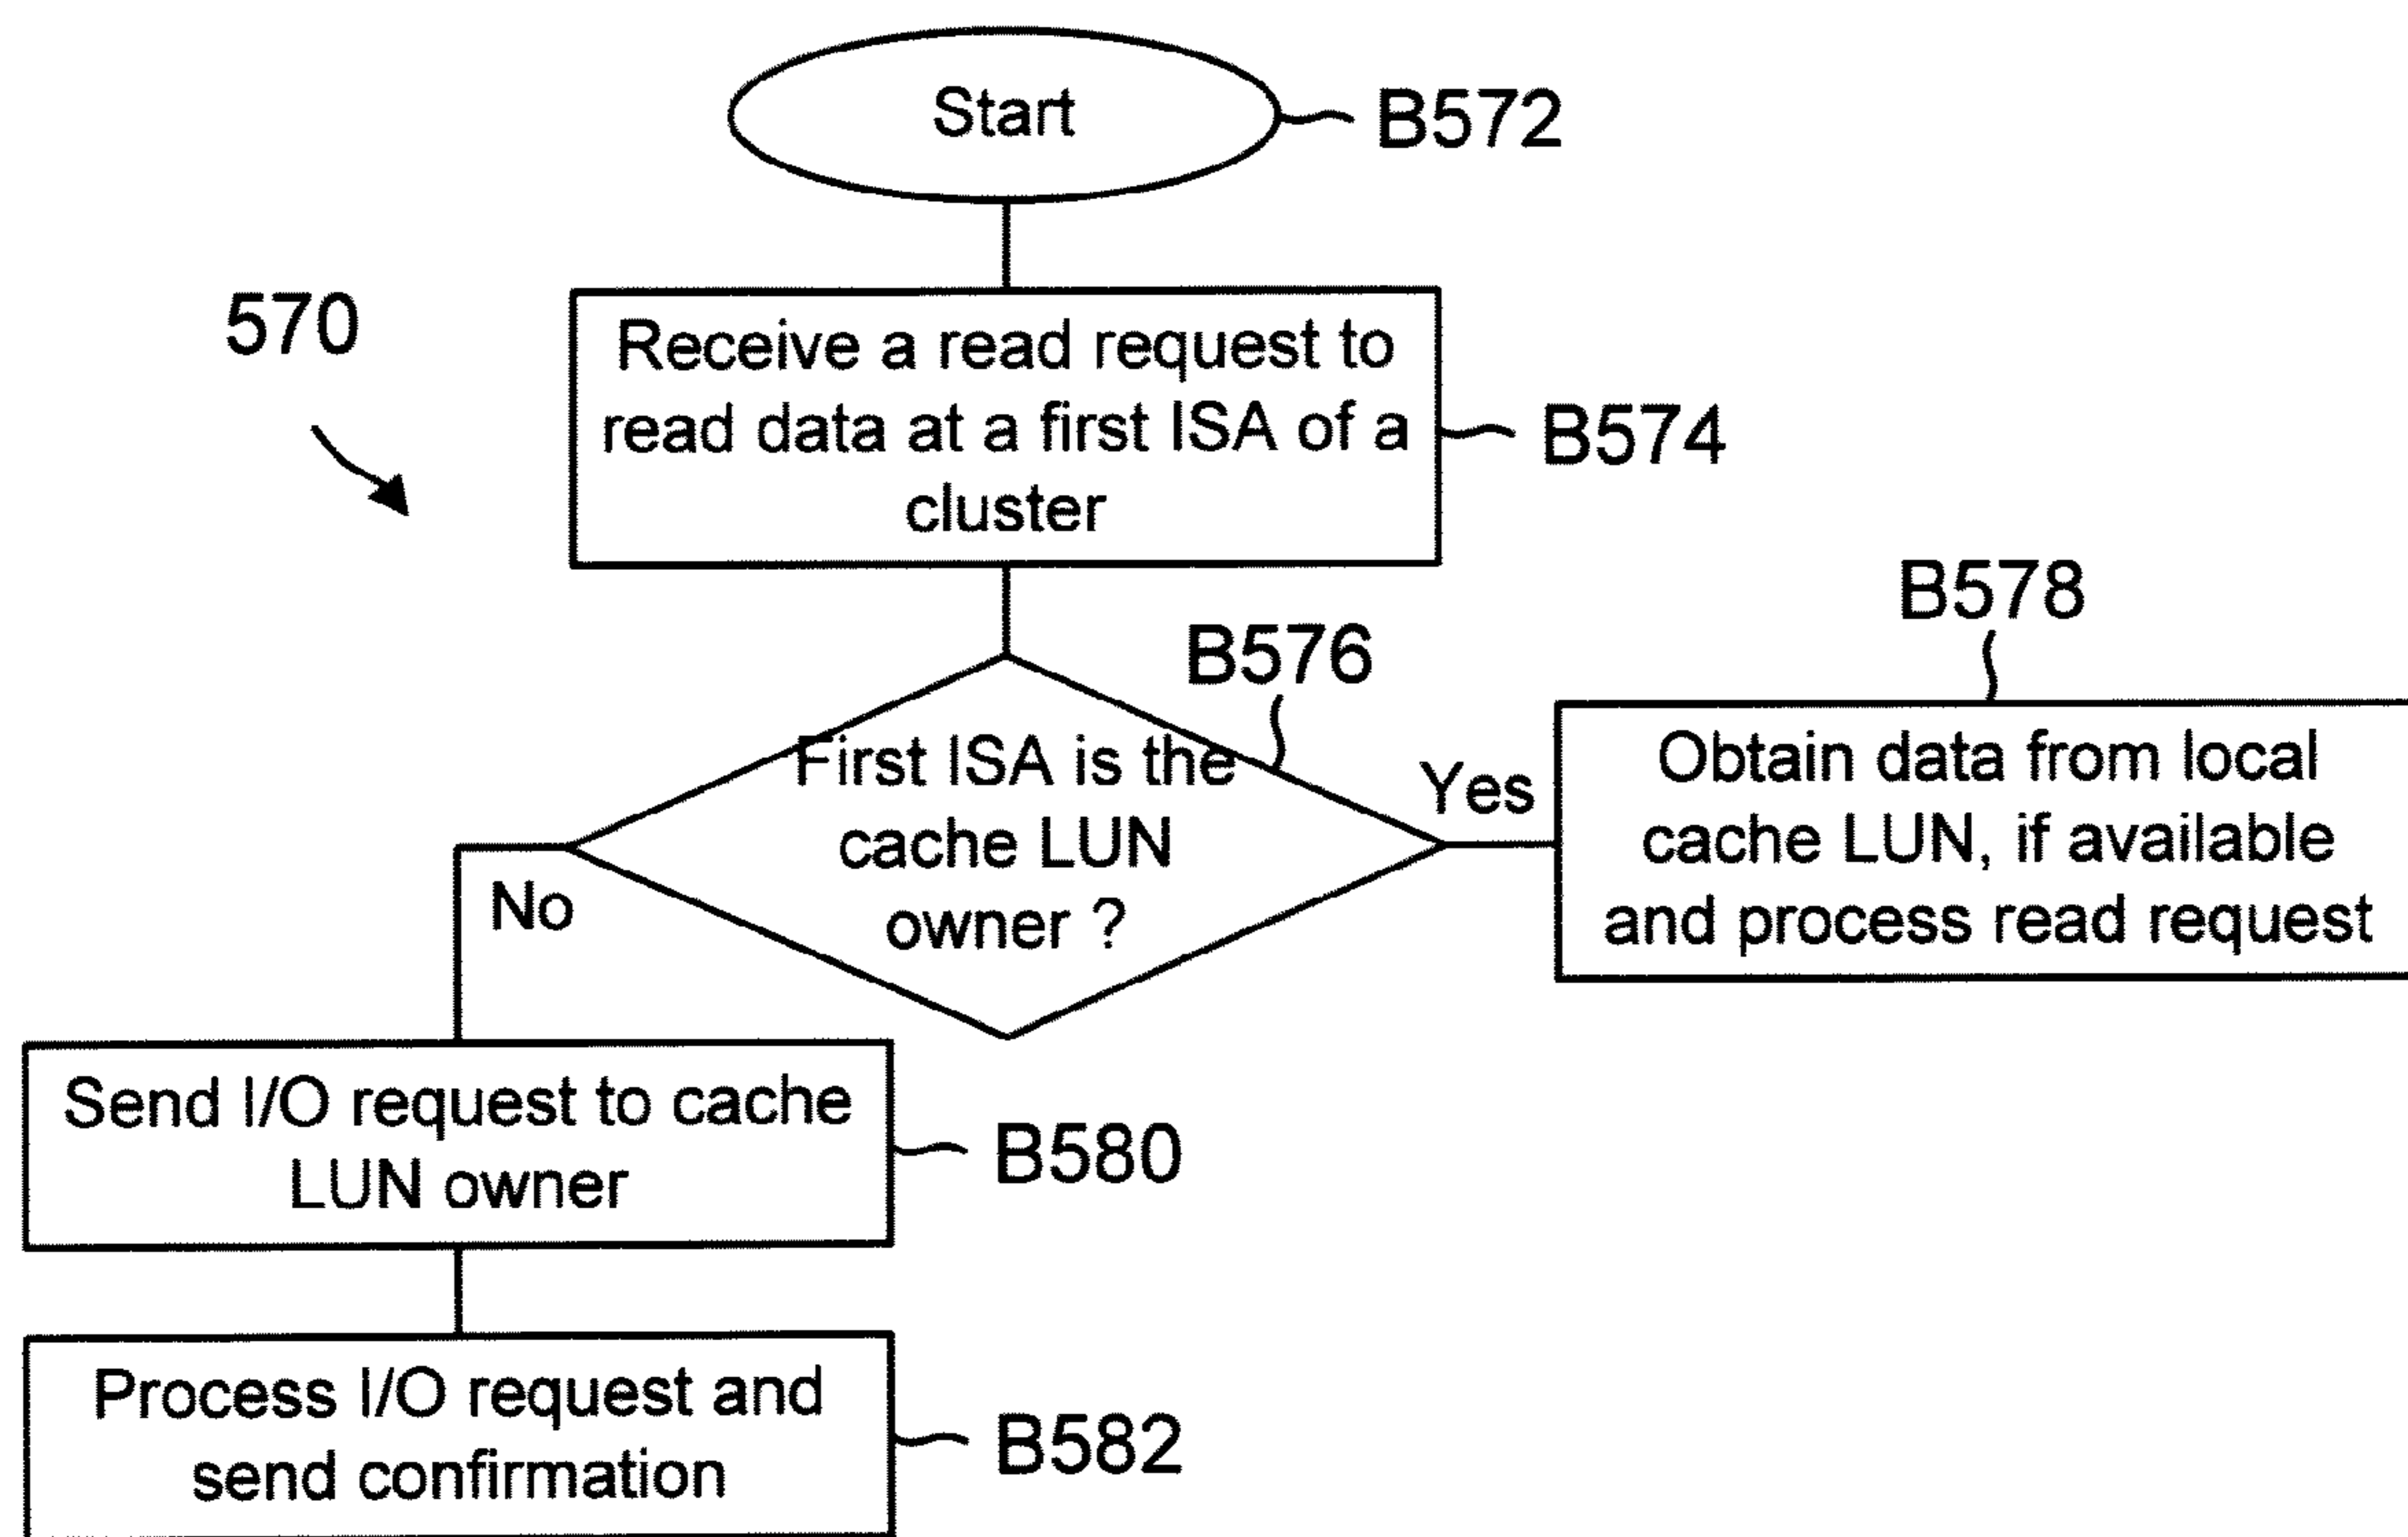 Start
B572
570
Receive a read request to
read data at a first ISA of a
cluster
B574
B576
B578
First ISA is the
cache LUN
owner ?
Yes
No
Obtain data from local
cache LUN, if available
and process read request
Send I/O request to cache
LUN owner
B580
Process I/O request and
send confirmation
B582